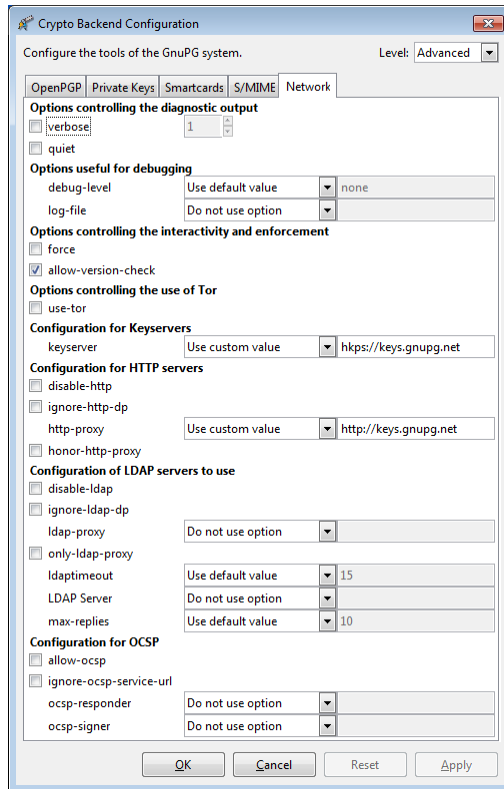 Crypto Backend Configuration
Configure the tools of the GnuPG system. Level: Advanced
OpenPGP Private Keys Smartcards S/MIME Network
Options controlling the diagnostic output
verbose 1
quiet
Options useful for debugging
debug-level Use default value none
log-file Do not use option
Options controlling the interactivity and enforcement
force
allow-version-check
Options controlling the use of Tor
use-tor
Configuration for Keyservers
keyserver Use custom value hkps://keys.gnupg.net
Configuration for HTTP servers
disable-http
ignore-http-dp
http-proxy Use custom value http://keys.gnupg.net
honor-http-proxy
Configuration of LDAP servers to use
disable-ldap
ignore-ldap-dp
ldap-proxy Do not use option
only-ldap-proxy
ldaptimeout Use default value 15
LDAP Server Do not use option
max-replies Use default value 10
Configuration for OCSP
allow-ocsp
ignore-ocsp-service-url
ocsp-responder Do not use option
ocsp-signer Do not use option
OK Cancel Reset Apply